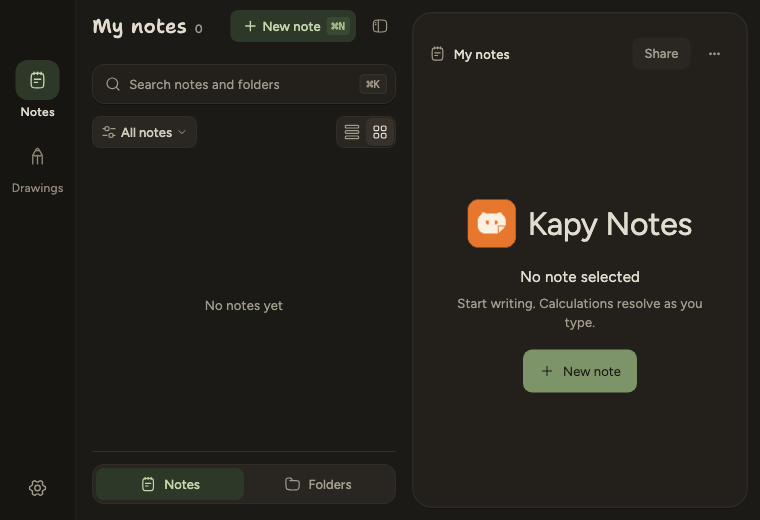 My notes 0
New note ⌘N
Notes
Drawings
Search notes and folders ⌘K
All notes
No notes yet
Notes
Folders
My notes
Share
Kapy Notes
No note selected
Start writing. Calculations resolve as you
type.
New note